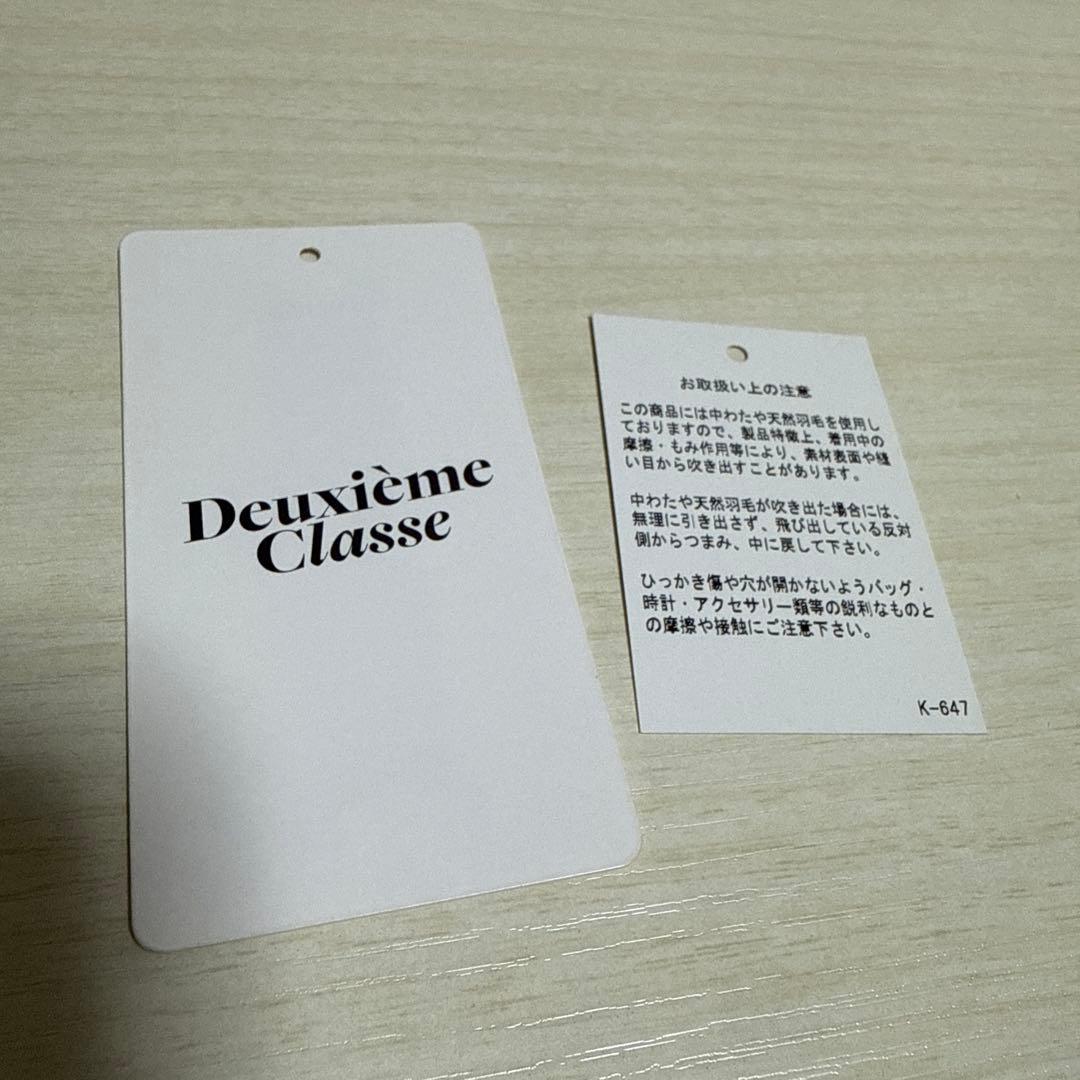 Deuxième
Classe
お取扱い上の注意
この商品には中わたや天然羽毛を使用し
ておりますので、製品特徴上、着用中の
摩擦・もみ作用等により、素材表面や縫
い目から吹き出すことがあります。
中わたや天然羽毛が吹き出た場合には、
無理に引き出さず、飛び出している反対
側からつまみ、中に戻して下さい。
ひっかき傷や穴が開かないようバッグ・
時計・アクセサリー類等の鋭利なものと
の摩擦や接触にご注意下さい。
K-647